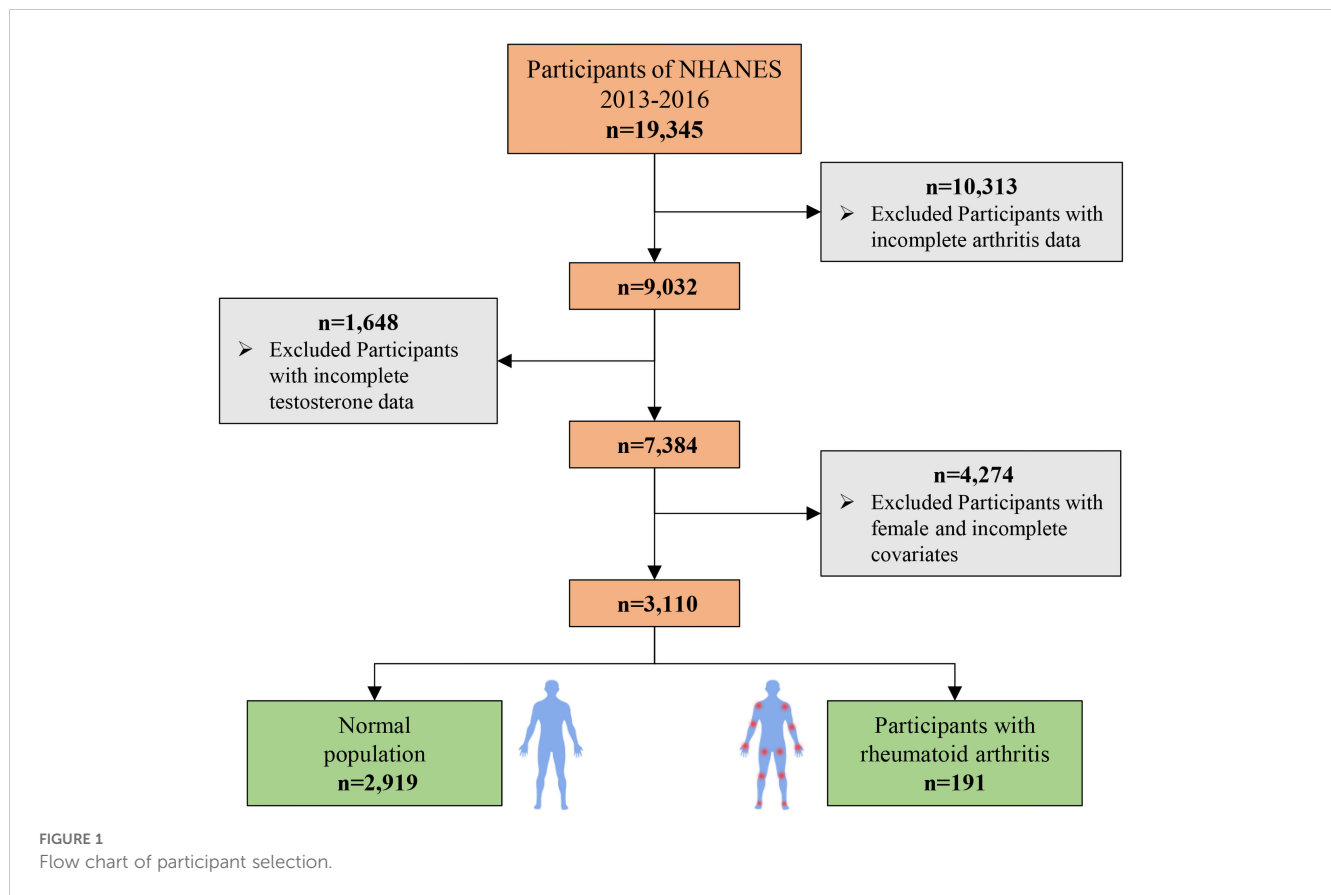 Participants of NHANES
2013-2016
n=19,345
n=10,313
➢ Excluded Participants with
incomplete arthritis data
n=9,032
n=1,648
➢ Excluded Participants
with incomplete
testosterone data
n=7,384
n=4,274
➢ Excluded Participants with
female and incomplete
covariates
n=3,110
Normal
population
n=2,919
Participants with
rheumatoid arthritis
n=191
FIGURE 1
Flow chart of participant selection.